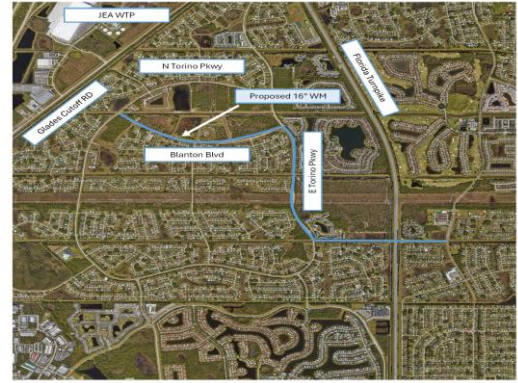 JEA WTP
N Torino Pkwy
Florida Turnpike
Glades Cutoff RD
Proposed 16" WM
Blanton Blvd
E Torino Pkwy